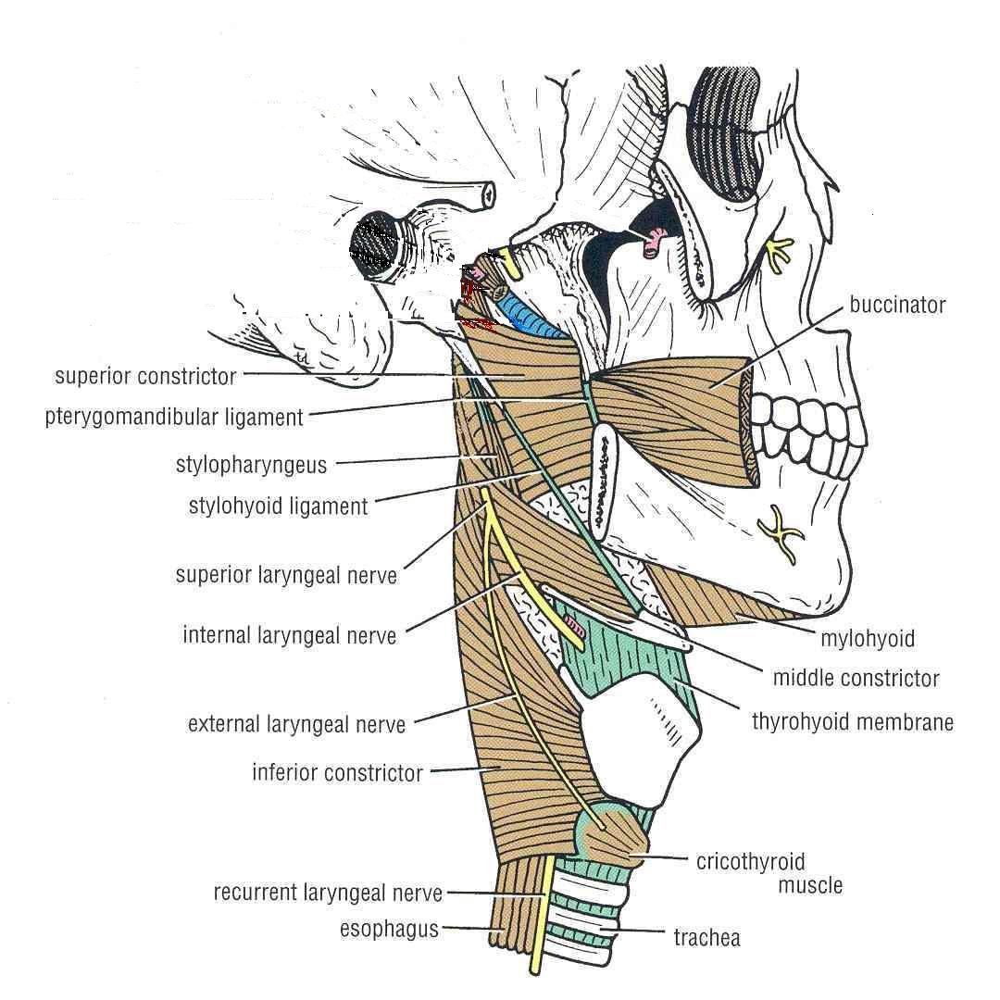 buccinator
superior constrictor
pterygomandibular ligament
stylopharyngeus
stylohyoid ligament
superior laryngeal nerve
internal laryngeal nerve
mylohyoid
middle constrictor
thyrohyoid membrane
external laryngeal nerve
inferior constrictor
cricothyroid
muscle
recurrent laryngeal nerve
esophagus
trachea